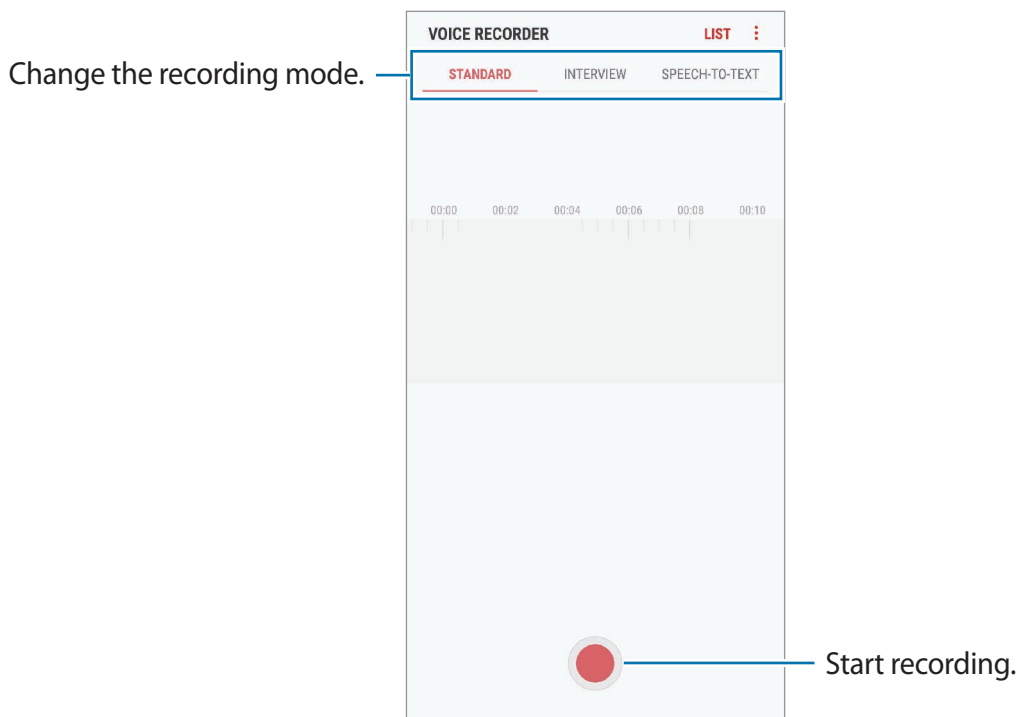 VOICE RECORDER LIST
Change the recording mode.
STANDARD INTERVIEW SPEECH-TO-TEXT
00:00 00:02 00:04 00:06 00:08 00:10
Start recording.